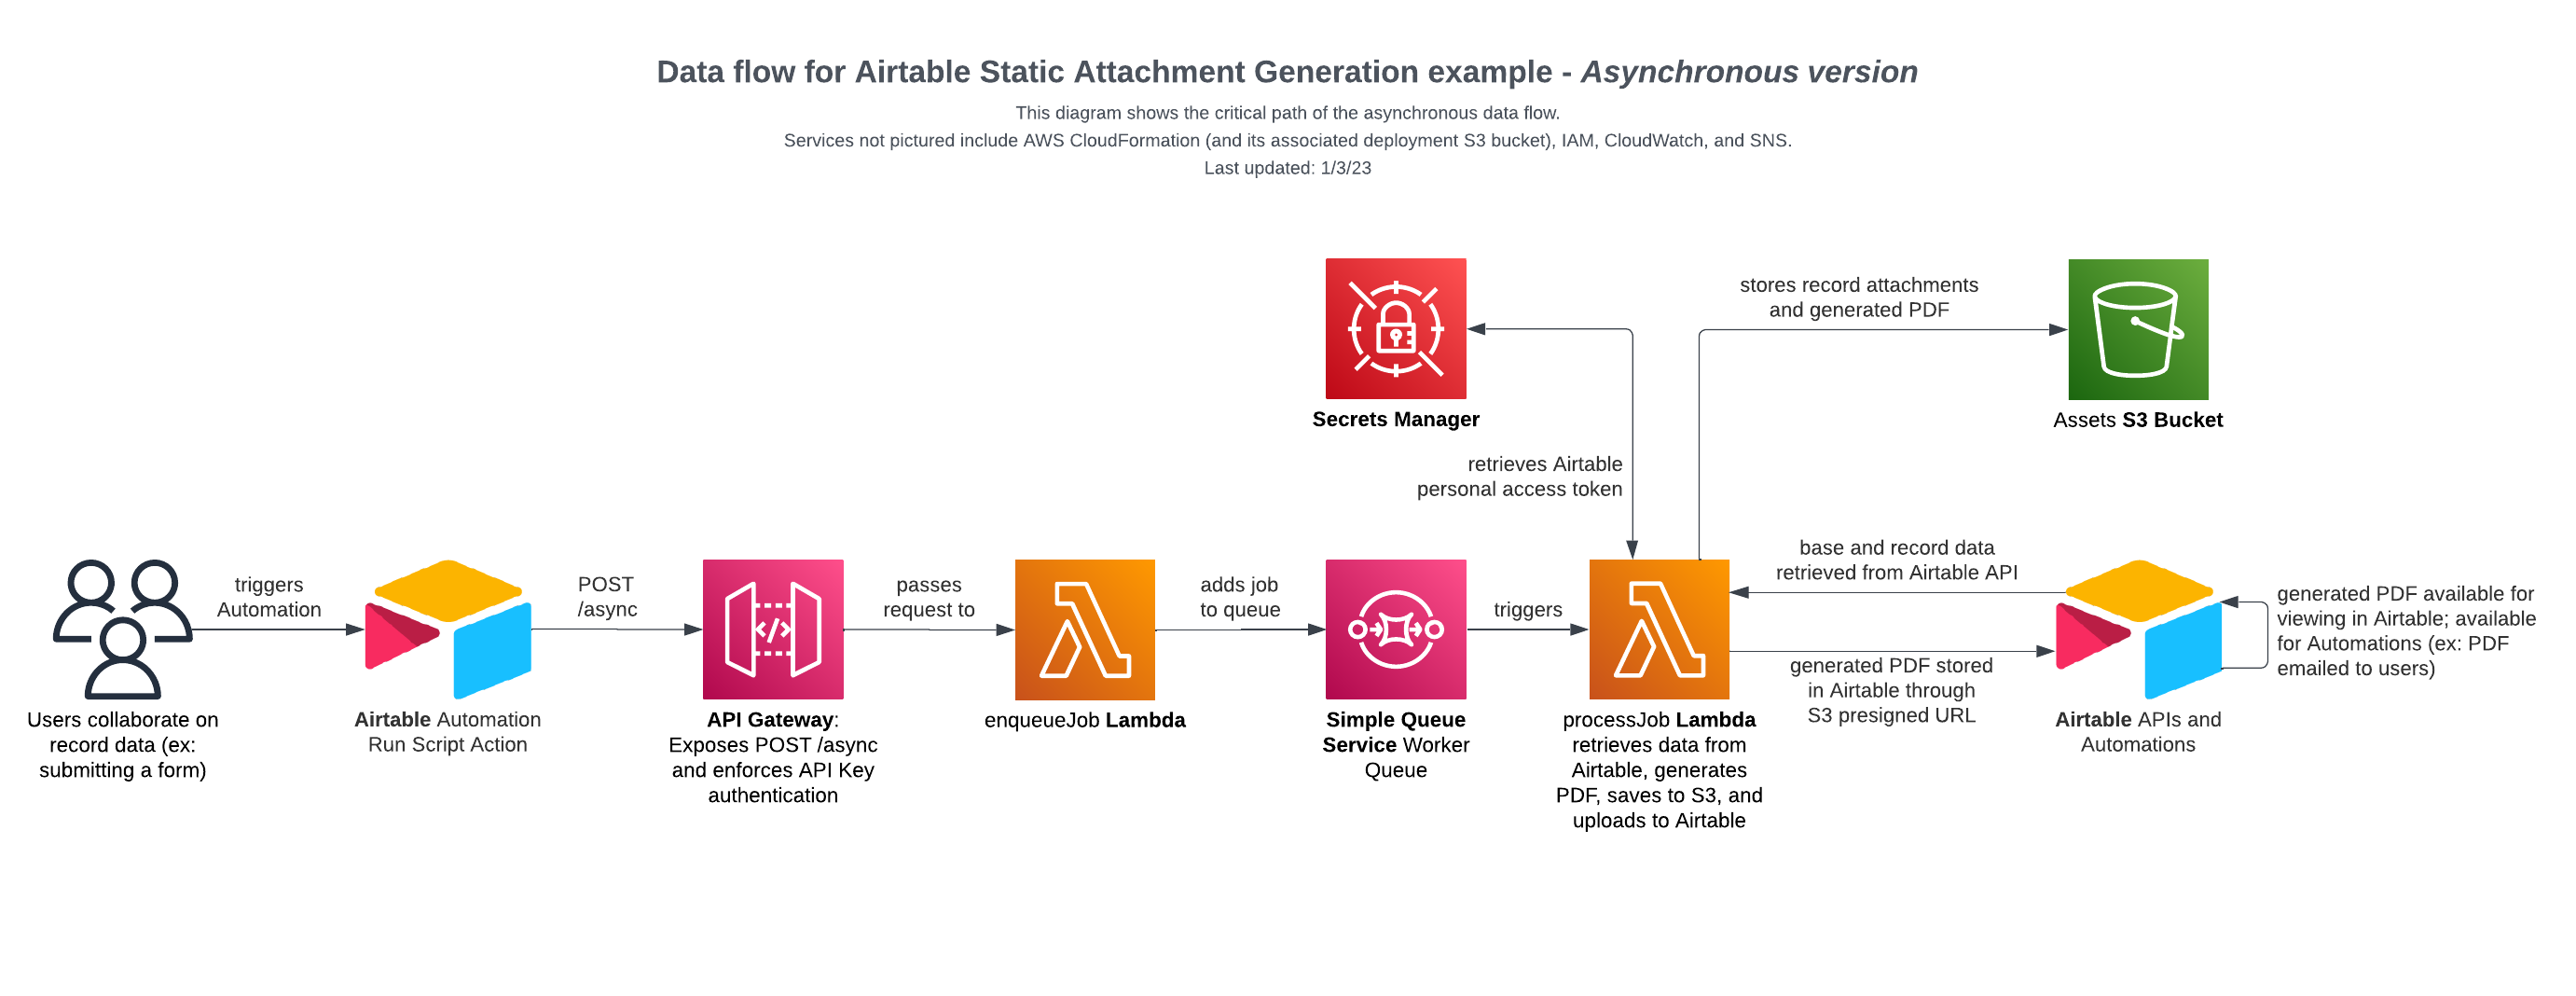 Data flow for Airtable Static Attachment Generation example - Asynchronous version
This diagram shows the critical path of the asynchronous data flow.
Services not pictured include AWS CloudFormation (and its associated deployment S3 bucket), IAM, CloudWatch, and SNS.
Last updated: 1/3/23
stores record attachments
and generated PDF
Secrets Manager
Assets S3 Bucket
retrieves Airtable
personal access token
triggers
Automation
POST
/async
passes
request to
adds job
to queue
triggers
base and record data
retrieved from Airtable API
generated PDF stored
in Airtable through
S3 presigned URL
generated PDF available for
viewing in Airtable; available
for Automations (ex: PDF
emailed to users)
Users collaborate on
record data (ex:
submitting a form)
Airtable Automation
Run Script Action
API Gateway:
Exposes POST /async
and enforces API Key
authentication
enqueueJob Lambda
Simple Queue
Service Worker
Queue
processJob Lambda
retrieves data from
Airtable, generates
PDF, saves to S3, and
uploads to Airtable
Airtable APIs and
Automations